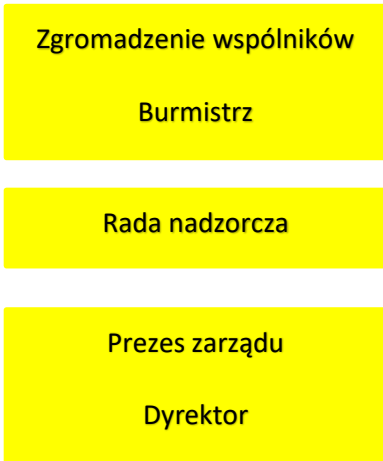 Zgromadzenie wspólników
Burmistrz
Rada nadzorcza
Prezes zarządu
Dyrektor